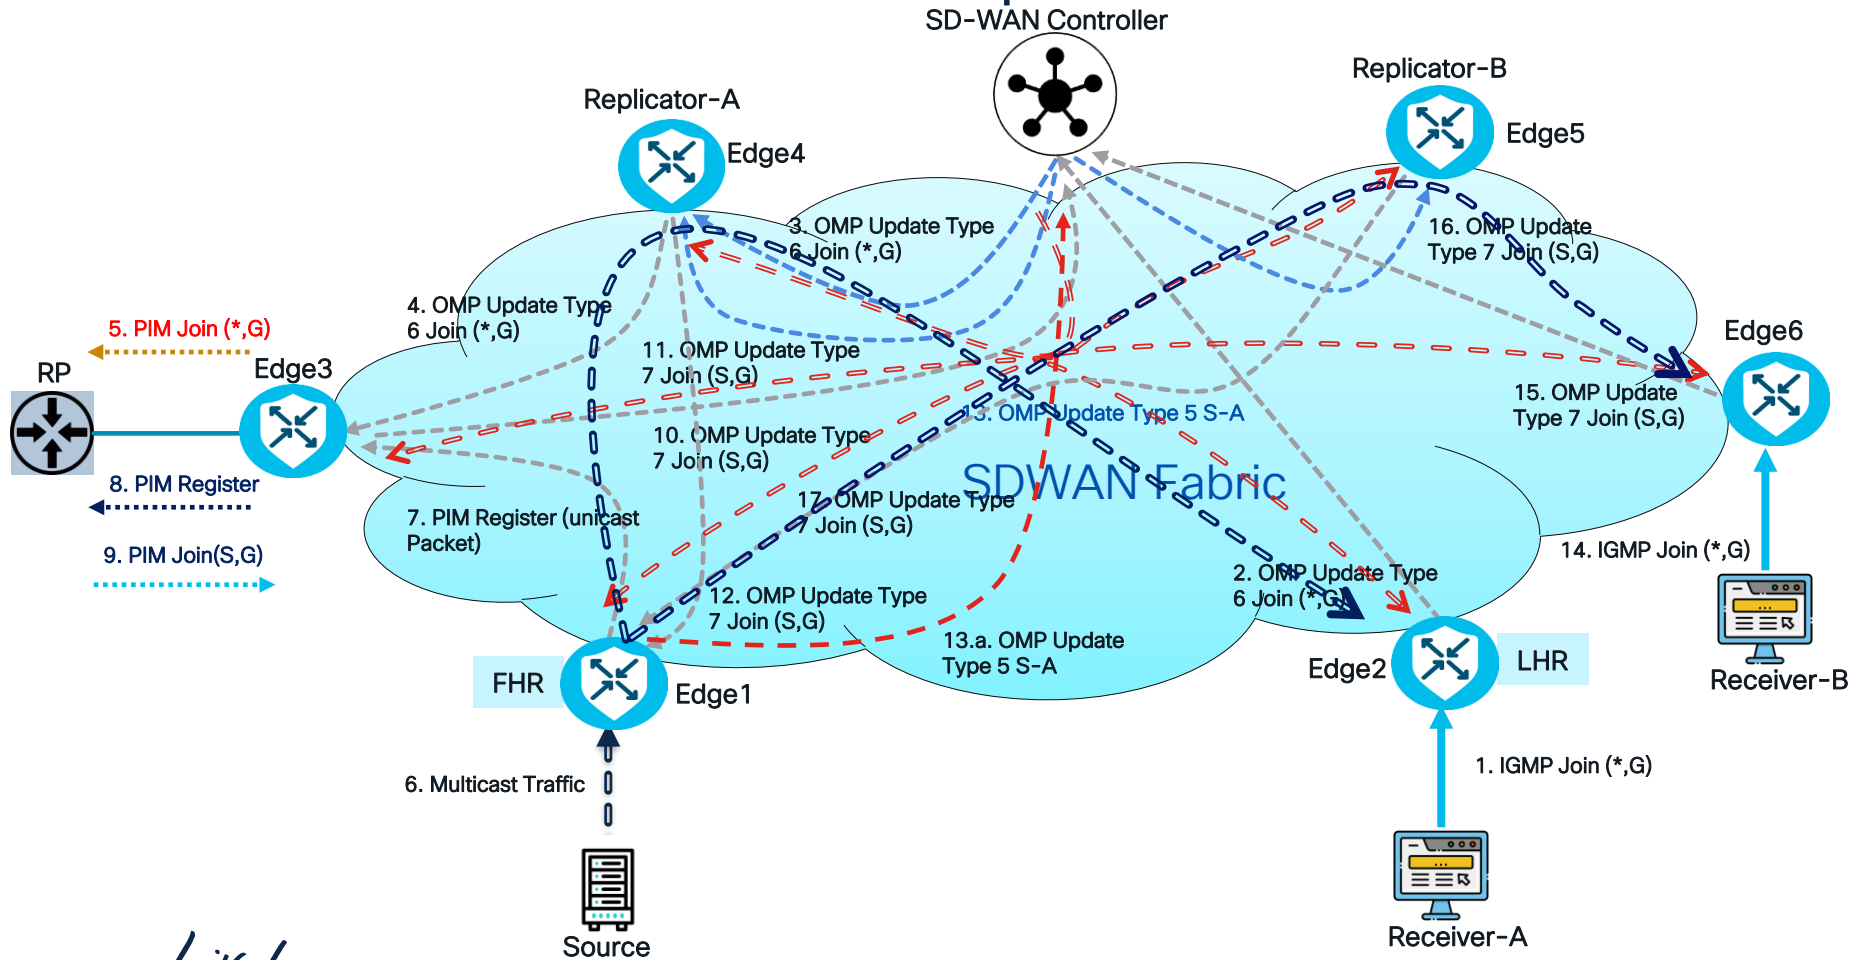 SD-WAN Controller
Replicator-B
Replicator-A
Edge5
Edge4
3. OMP Update Type
6 Join (*,G)
16. OMP Update
Type 7 Join (S,G)
4. OMP Update Type
6 Join (*,G)
5. PIM Join (*,G)
Edge6
11. OMP Update Type
7 Join (S,G)
RP
Edge3
15. OMP Update
Type 7 Join (S,G)
13. OMP Update Type 5 S-A
10. OMP Update Type
7 Join (S,G)
SDWAN Fabric
8. PIM Register
17. OMP Update Type
7 Join (S,G)
7. PIM Register (unicast
Packet)
9. PIM Join(S,G)
14. IGMP Join (*,G)
2. OMP Update Type
6 Join (*,G)
12. OMP Update Type
7 Join (S,G)
13.a. OMP Update
Type 5 S-A
FHR
Edge1
Edge2
LHR
Receiver-B
6. Multicast Traffic
1. IGMP Join (*,G)
Source
Receiver-A